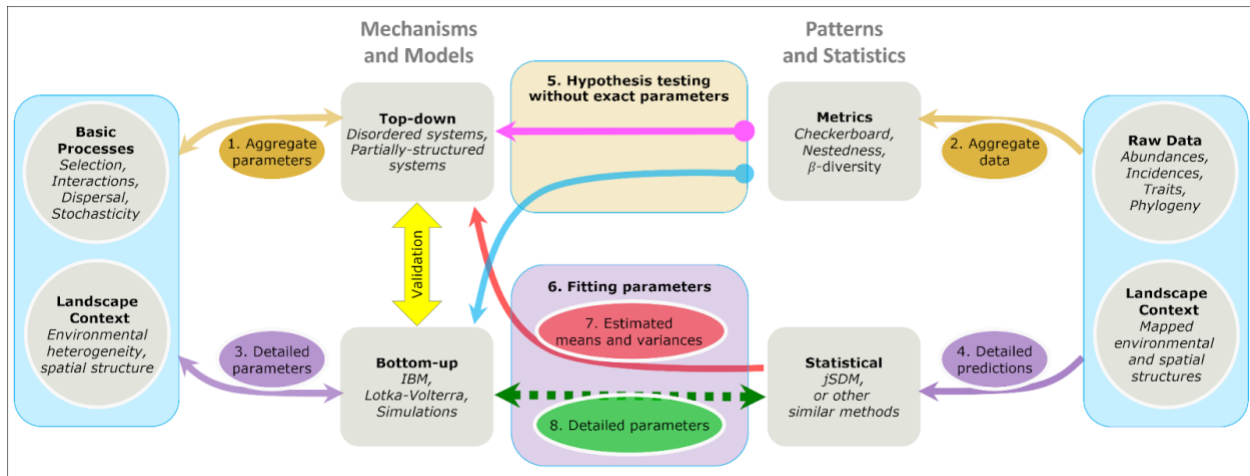 Mechanisms
and Models
Patterns
and Statistics
Basic
Processes
Selection,
Interactions,
Dispersal,
Stochasticity
Landscape
Context
Environmental
heterogeneity,
spatial structure
1. Aggregate
parameters
3. Detailed
parameters
Top-down
Disordered systems,
Partially-structured
systems
Validation
Bottom-up
IBM,
Lotka-Volterra,
Simulations
5. Hypothesis testing
without exact parameters
6. Fitting parameters
7. Estimated
means and variances
8. Detailed parameters
Metrics
Checkerboard,
Nestedness,
β-diversity
Statistical
jSDM,
or other
similar methods
2. Aggregate
data
4. Detailed
predictions
Raw Data
Abundances,
Incidences,
Traits,
Phylogeny
Landscape
Context
Mapped
environmental
and spatial
structures